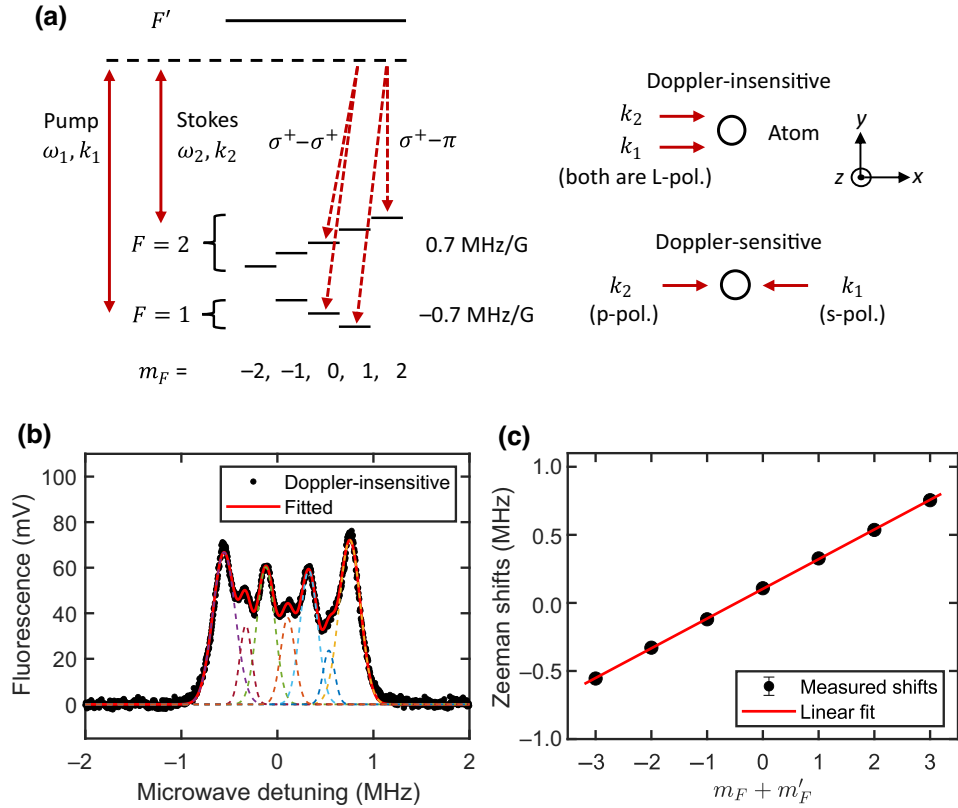 (a)
F′
Pump
ω₁, k₁
Stokes
ω₂, k₂
σ⁺−σ⁺
σ⁺−π
F = 2
0.7 MHz/G
F = 1
−0.7 MHz/G
m_F =
−2, −1, 0, 1, 2
Doppler-insensitive
k₂
k₁
Atom
(both are L-pol.)
y
z
x
Doppler-sensitive
k₂
(p-pol.)
k₁
(s-pol.)
(b)
Fluorescence (mV)
100
80
60
40
20
0
Doppler-insensitive
Fitted
−2
−1
0
1
2
Microwave detuning (MHz)
(c)
Zeeman shifts (MHz)
1.0
0.5
0.0
−0.5
−1.0
Measured shifts
Linear fit
−3
−2
−1
0
1
2
3
m_F + m′_F